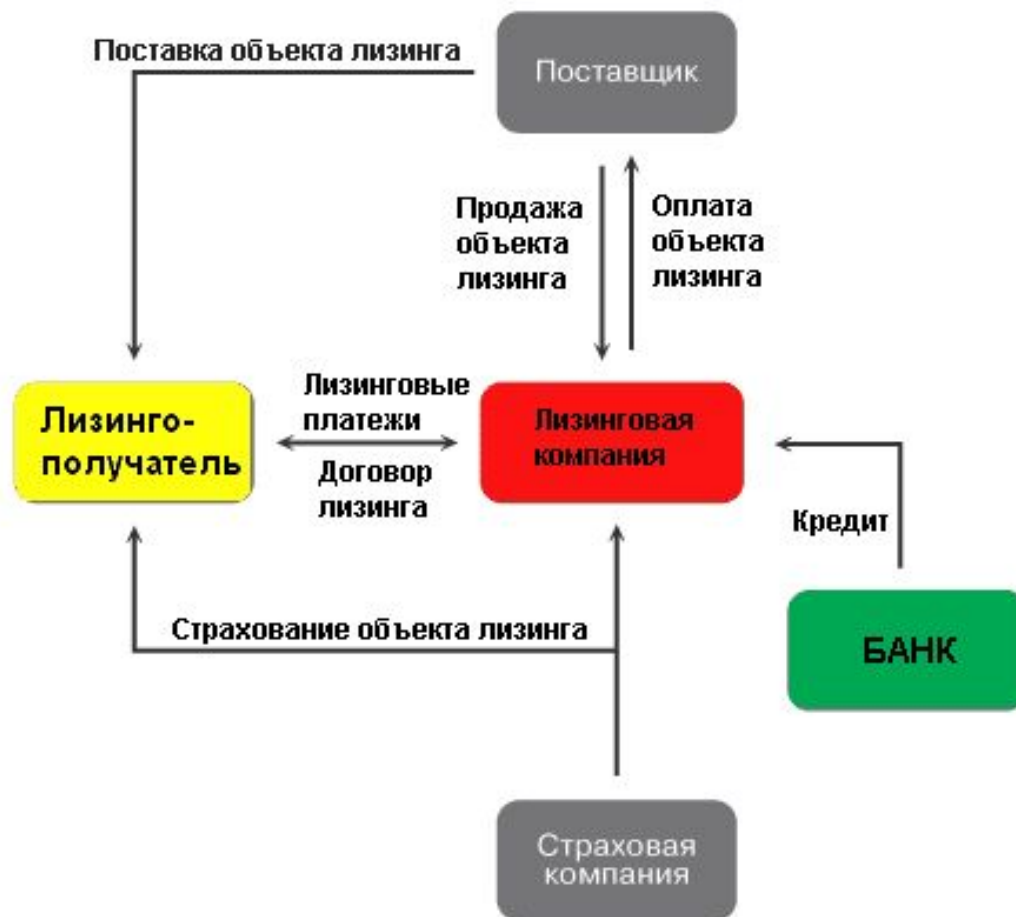 Поставка объекта лизинга
Поставщик
Продажа
объекта
лизинга
Оплата
объекта
лизинга
Лизинго-
получатель
Лизинговые
платежи
Договор
лизинга
Лизинговая
компания
Кредит
БАНК
Страхование объекта лизинга
Страховая
компания